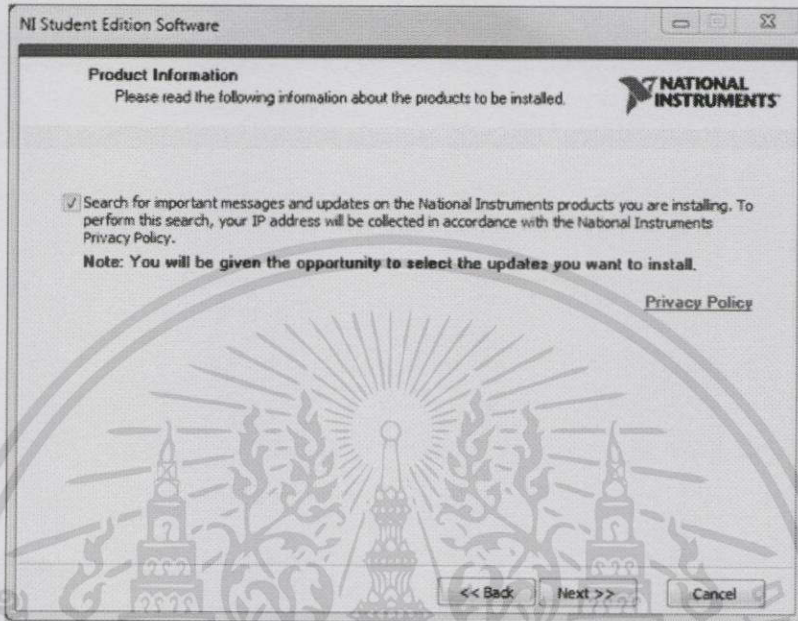 NI Student Edition Software
Product Information
Please read the following information about the products to be installed.
NATIONAL
INSTRUMENTS
Search for important messages and updates on the National Instruments products you are installing. To
perform this search, your IP address will be collected in accordance with the National Instruments
Privacy Policy.
Note: You will be given the opportunity to select the updates you want to install.
Privacy Policy
<< Back
Next >>
Cancel